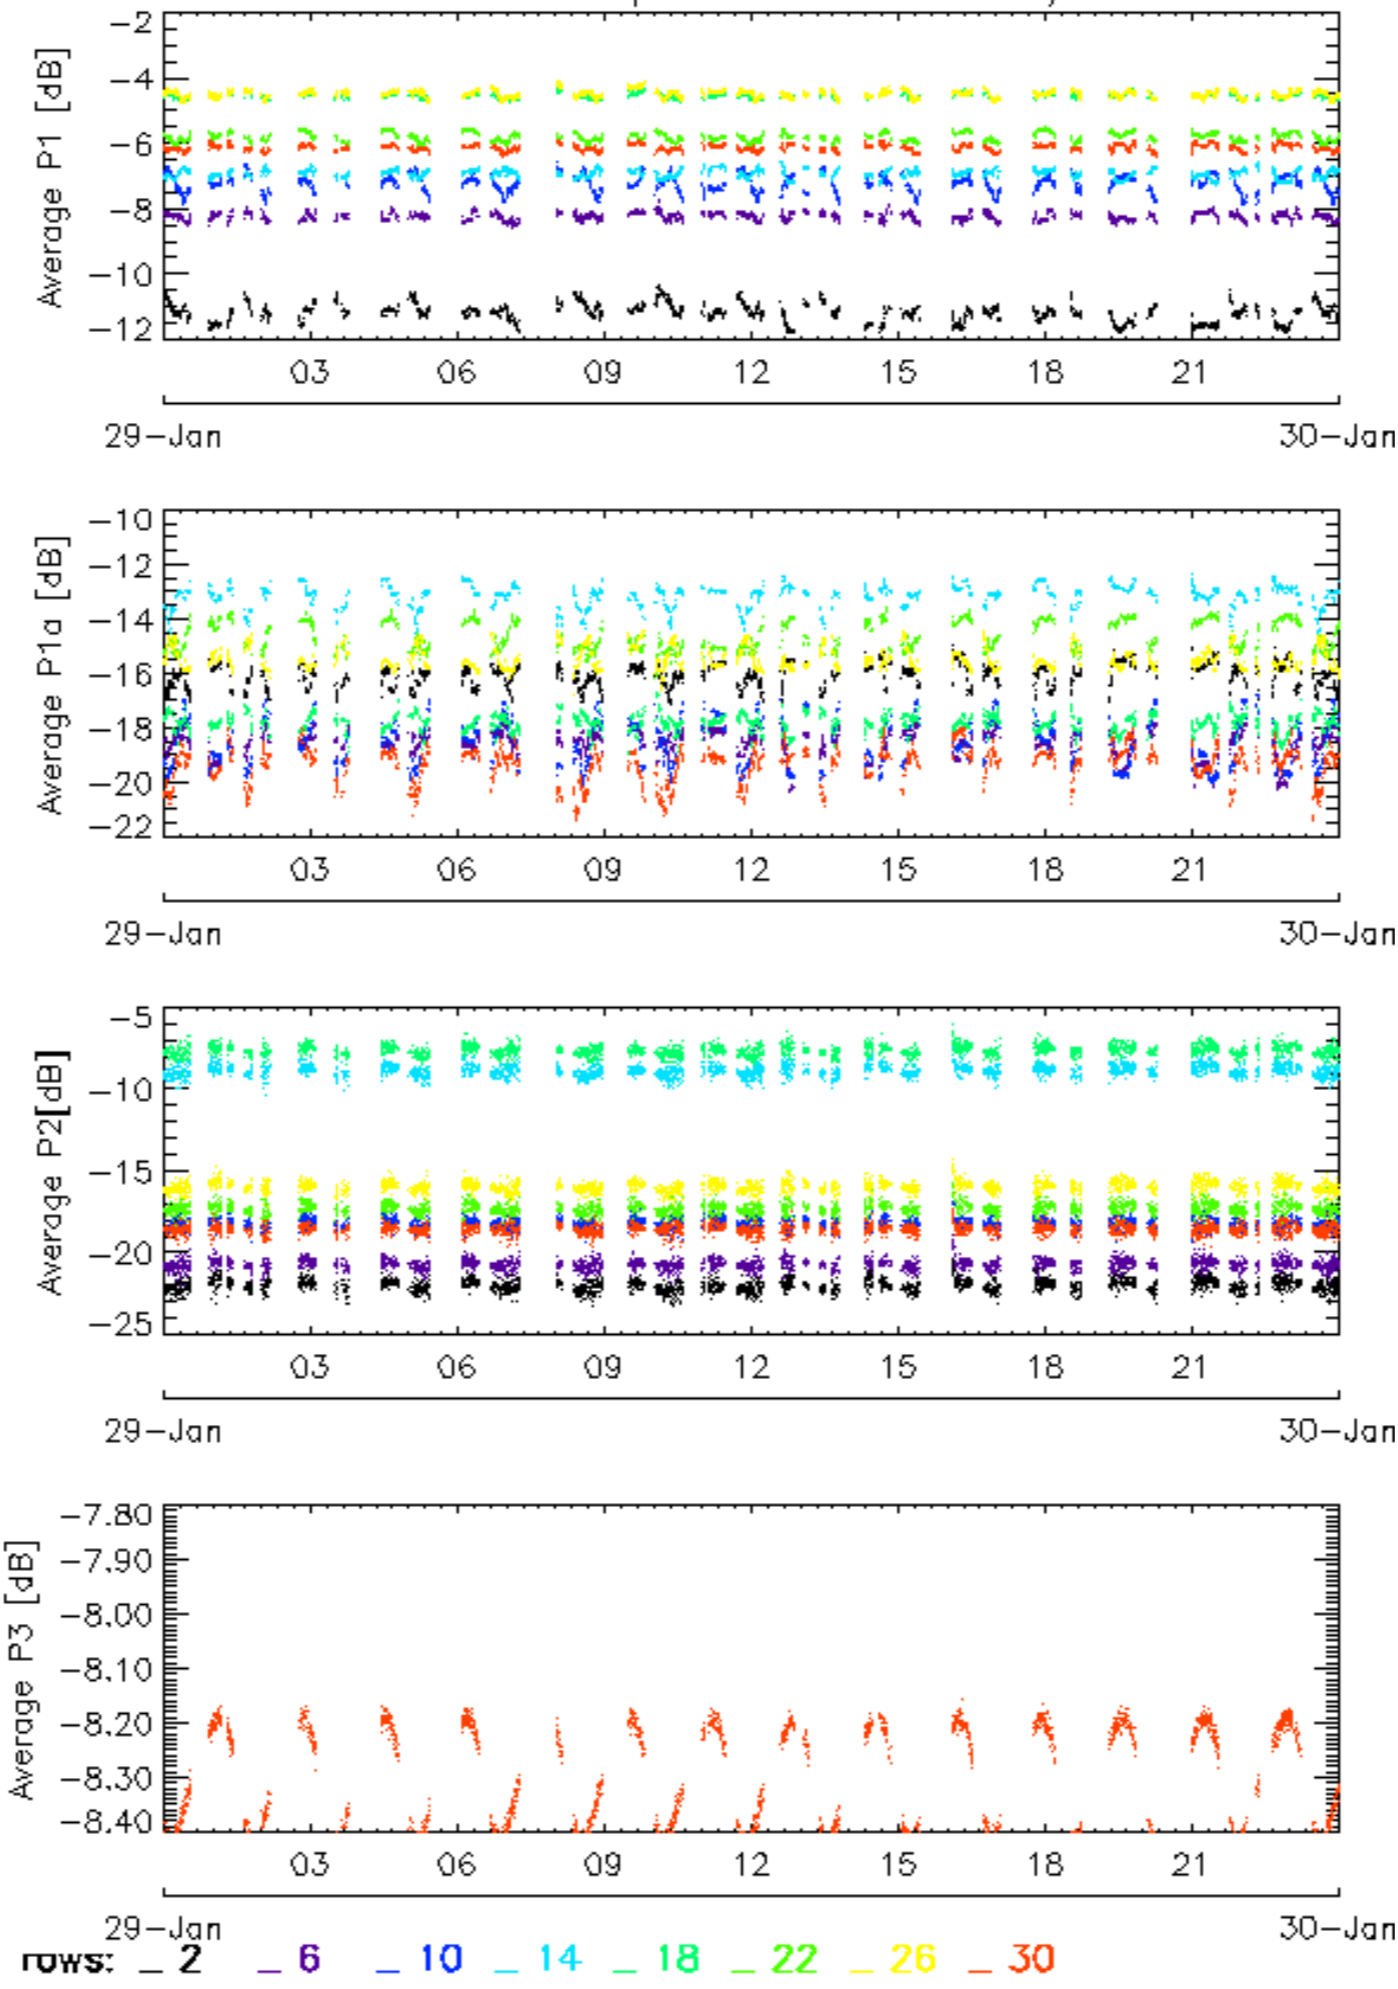 Average P1 [dB]
-2
-4
-6
-8
-10
-12
03 06 09 12 15 18 21
29-Jan 30-Jan
Average P1a [dB]
-10
-12
-14
-16
-18
-20
-22
03 06 09 12 15 18 21
29-Jan 30-Jan
Average P2[dB]
-5
-10
-15
-20
-25
03 06 09 12 15 18 21
29-Jan 30-Jan
Average P3 [dB]
-7.80
-7.90
-8.00
-8.10
-8.20
-8.30
-8.40
03 06 09 12 15 18 21
29-Jan 30-Jan
rows: _ 2 _ 6 _ 10 _ 14 _ 18 _ 22 _ 26 _ 30